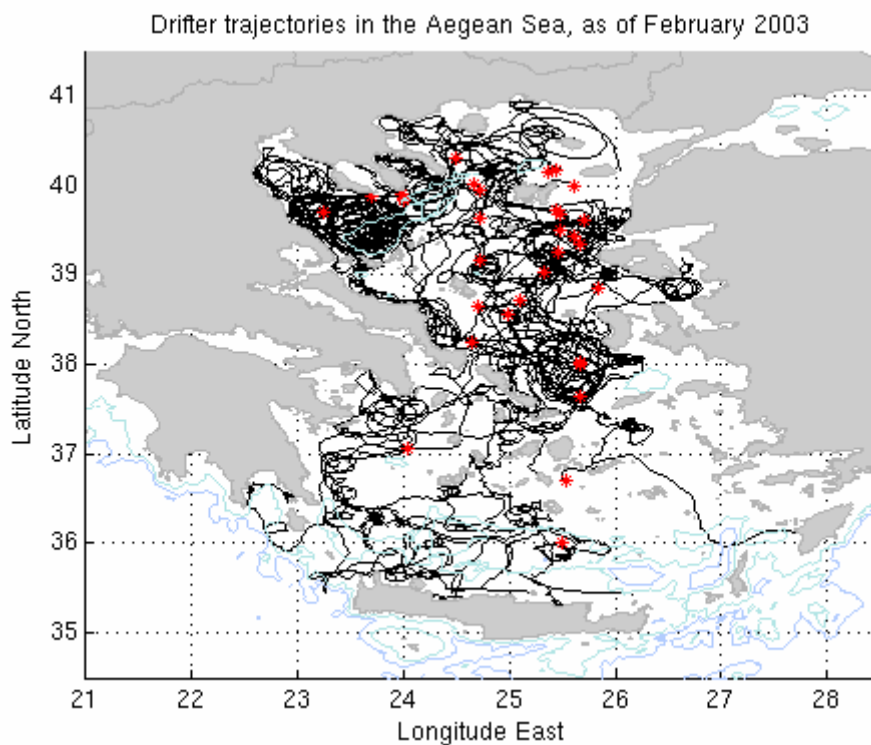 Drifter trajectories in the Aegean Sea, as of February 2003
41
40
39
38
37
36
35
Latitude North
21 22 23 24 25 26 27 28
Longitude East